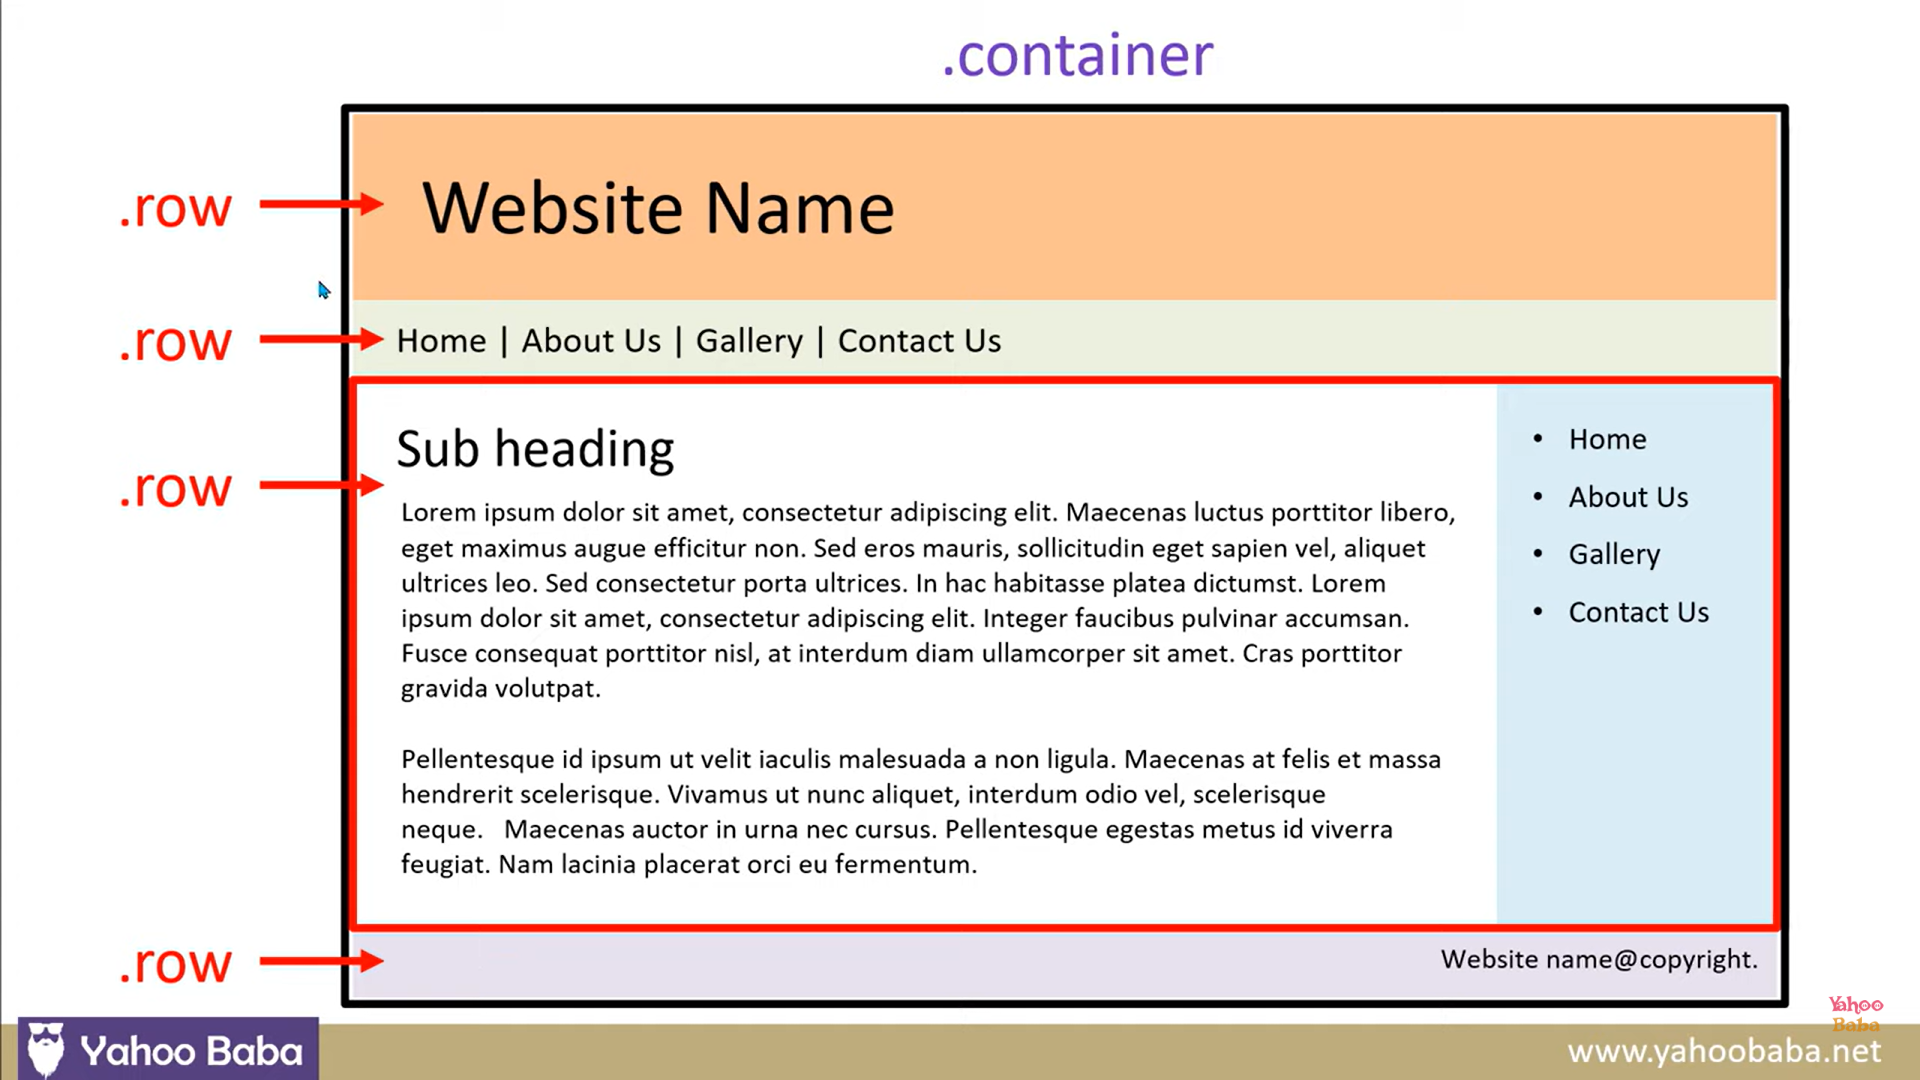 .container
.row
Website Name
.row
Home | About Us | Gallery | Contact Us
.row
Sub heading
Lorem ipsum dolor sit amet, consectetur adipiscing elit. Maecenas luctus porttitor libero,
eget maximus augue efficitur non. Sed eros mauris, sollicitudin eget sapien vel, aliquet
ultrices leo. Sed consectetur porta ultrices. In hac habitasse platea dictumst. Lorem
ipsum dolor sit amet, consectetur adipiscing elit. Integer faucibus pulvinar accumsan.
Fusce consequat porttitor nisl, at interdum diam ullamcorper sit amet. Cras porttitor
gravida volutpat.
Pellentesque id ipsum ut velit iaculis malesuada a non ligula. Maecenas at felis et massa
hendrerit scelerisque. Vivamus ut nunc aliquet, interdum odio vel, scelerisque
neque.   Maecenas auctor in urna nec cursus. Pellentesque egestas metus id viverra
feugiat. Nam lacinia placerat orci eu fermentum.
• Home
• About Us
• Gallery
• Contact Us
.row
Website name@copyright.
Yahoo Baba
Yahoo
Baba
www.yahoobaba.net